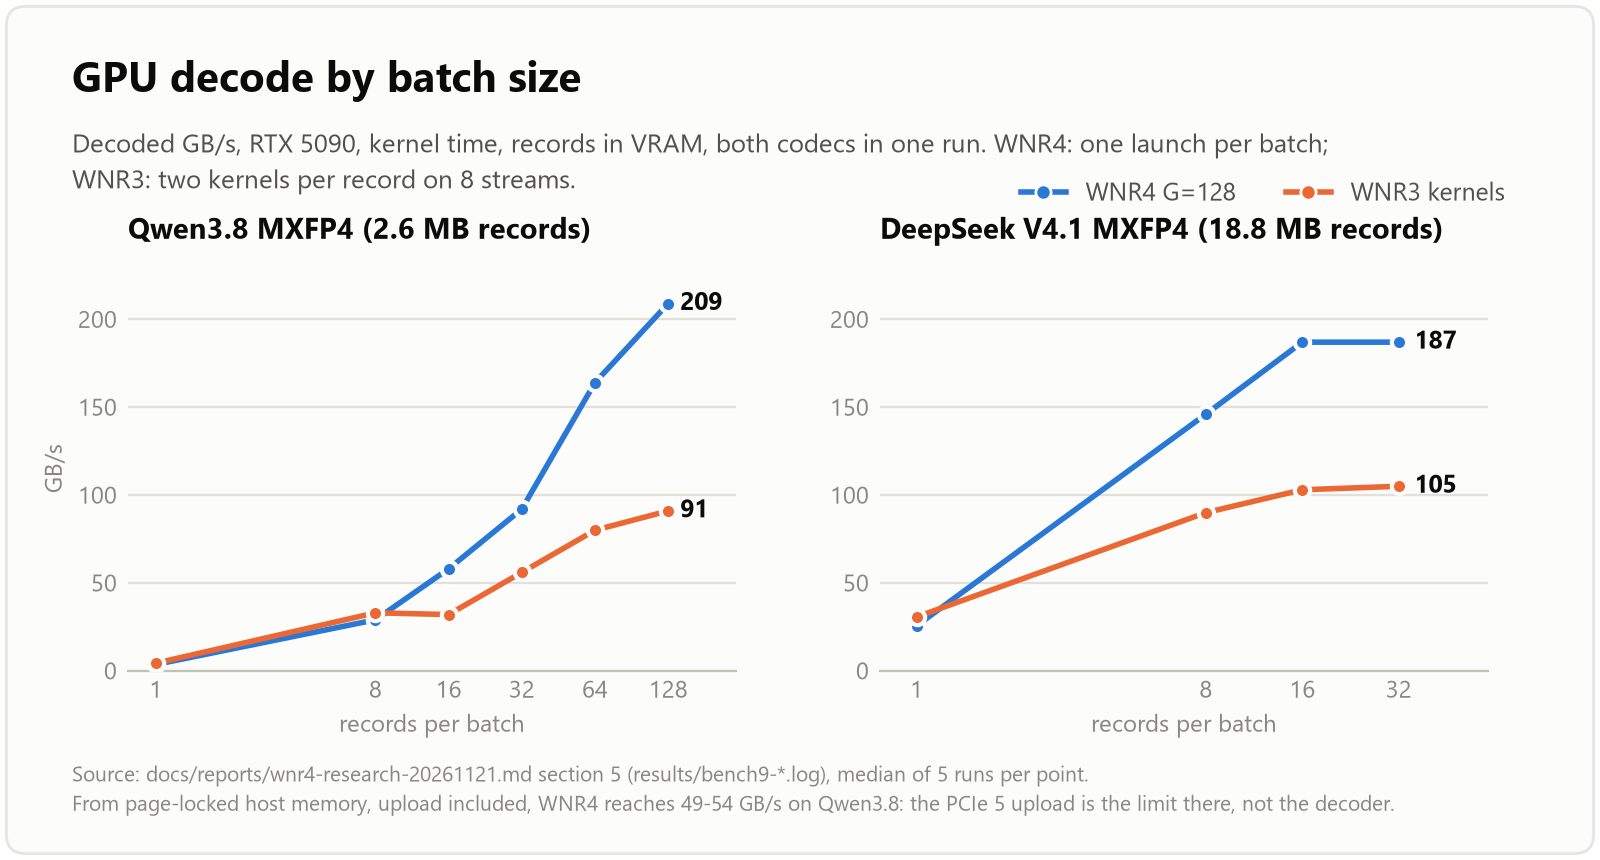 GPU decode by batch size
Decoded GB/s, RTX 5090, kernel time, records in VRAM, both codecs in one run. WNR4: one launch per batch;
WNR3: two kernels per record on 8 streams.
WNR4 G=128
WNR3 kernels
Qwen3.8 MXFP4 (2.6 MB records)
GB/s
200
150
100
50
0
209
91
1
8
16
32
64
128
records per batch
DeepSeek V4.1 MXFP4 (18.8 MB records)
200
150
100
50
0
187
105
1
8
16
32
records per batch
Source: docs/reports/wnr4-research-20261121.md section 5 (results/bench9-*.log), median of 5 runs per point.
From page-locked host memory, upload included, WNR4 reaches 49-54 GB/s on Qwen3.8: the PCIe 5 upload is the limit there, not the decoder.